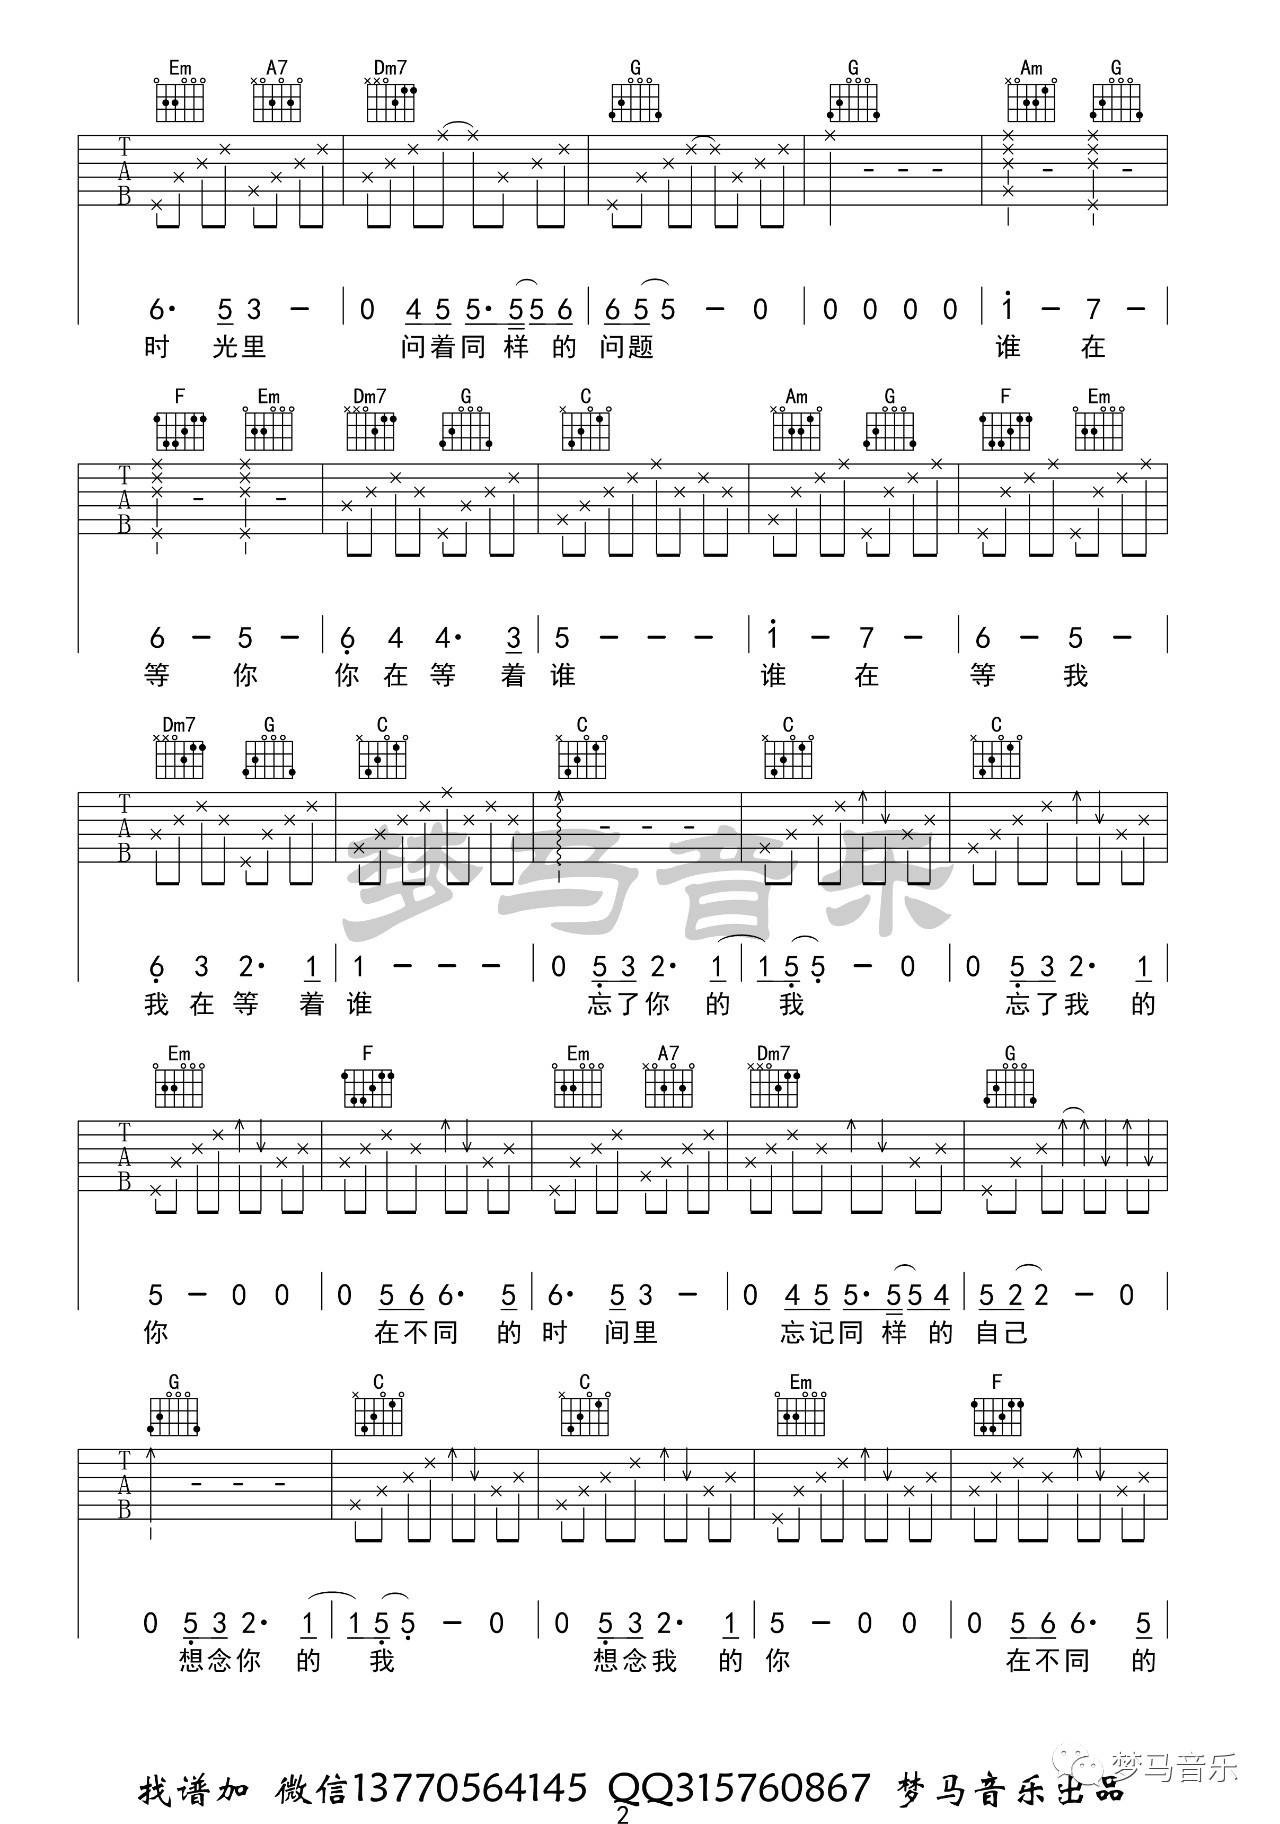 Em A7 Dm7 G G Am G
T
A
B
6· 5 3 – 0 4 5 5· 5 5 6 6 5 5 – 0 0 0 0 0 1 – 7 –
时 光里 问着同 样 的 问题 谁 在
F Em Dm7 G C Am G F Em
T
A
B
6 – 5 – 6 4 4· 3 5 – – – 1 – 7 – 6 – 5 –
等 你 你 在 等 着 谁 谁 在 等 我
Dm7 G C C C C
T
A
B
6 3 2· 1 1 – – – 0 5 3 2· 1 1 5 5 – 0 0 5 3 2· 1
我 在 等 着 谁 忘了你 的 我 忘了我 的
Em F Em A7 Dm7 G
T
A
B
5 – 0 0 0 5 6 6· 5 6· 5 3 – 0 4 5 5· 5 5 4 5 2 2 – 0
你 在不同 的 时 间里 忘记同 样 的 自己
G C C Em F
T
A
B
0 5 3 2· 1 1 5 5 – 0 0 5 3 2· 1 5 – 0 0 0 5 6 6· 5
想念你 的 我 想念我 的 你 在不同 的
梦马音乐
梦马音乐
找谱加 微信13770564145 QQ315760867 梦马音乐出品
2